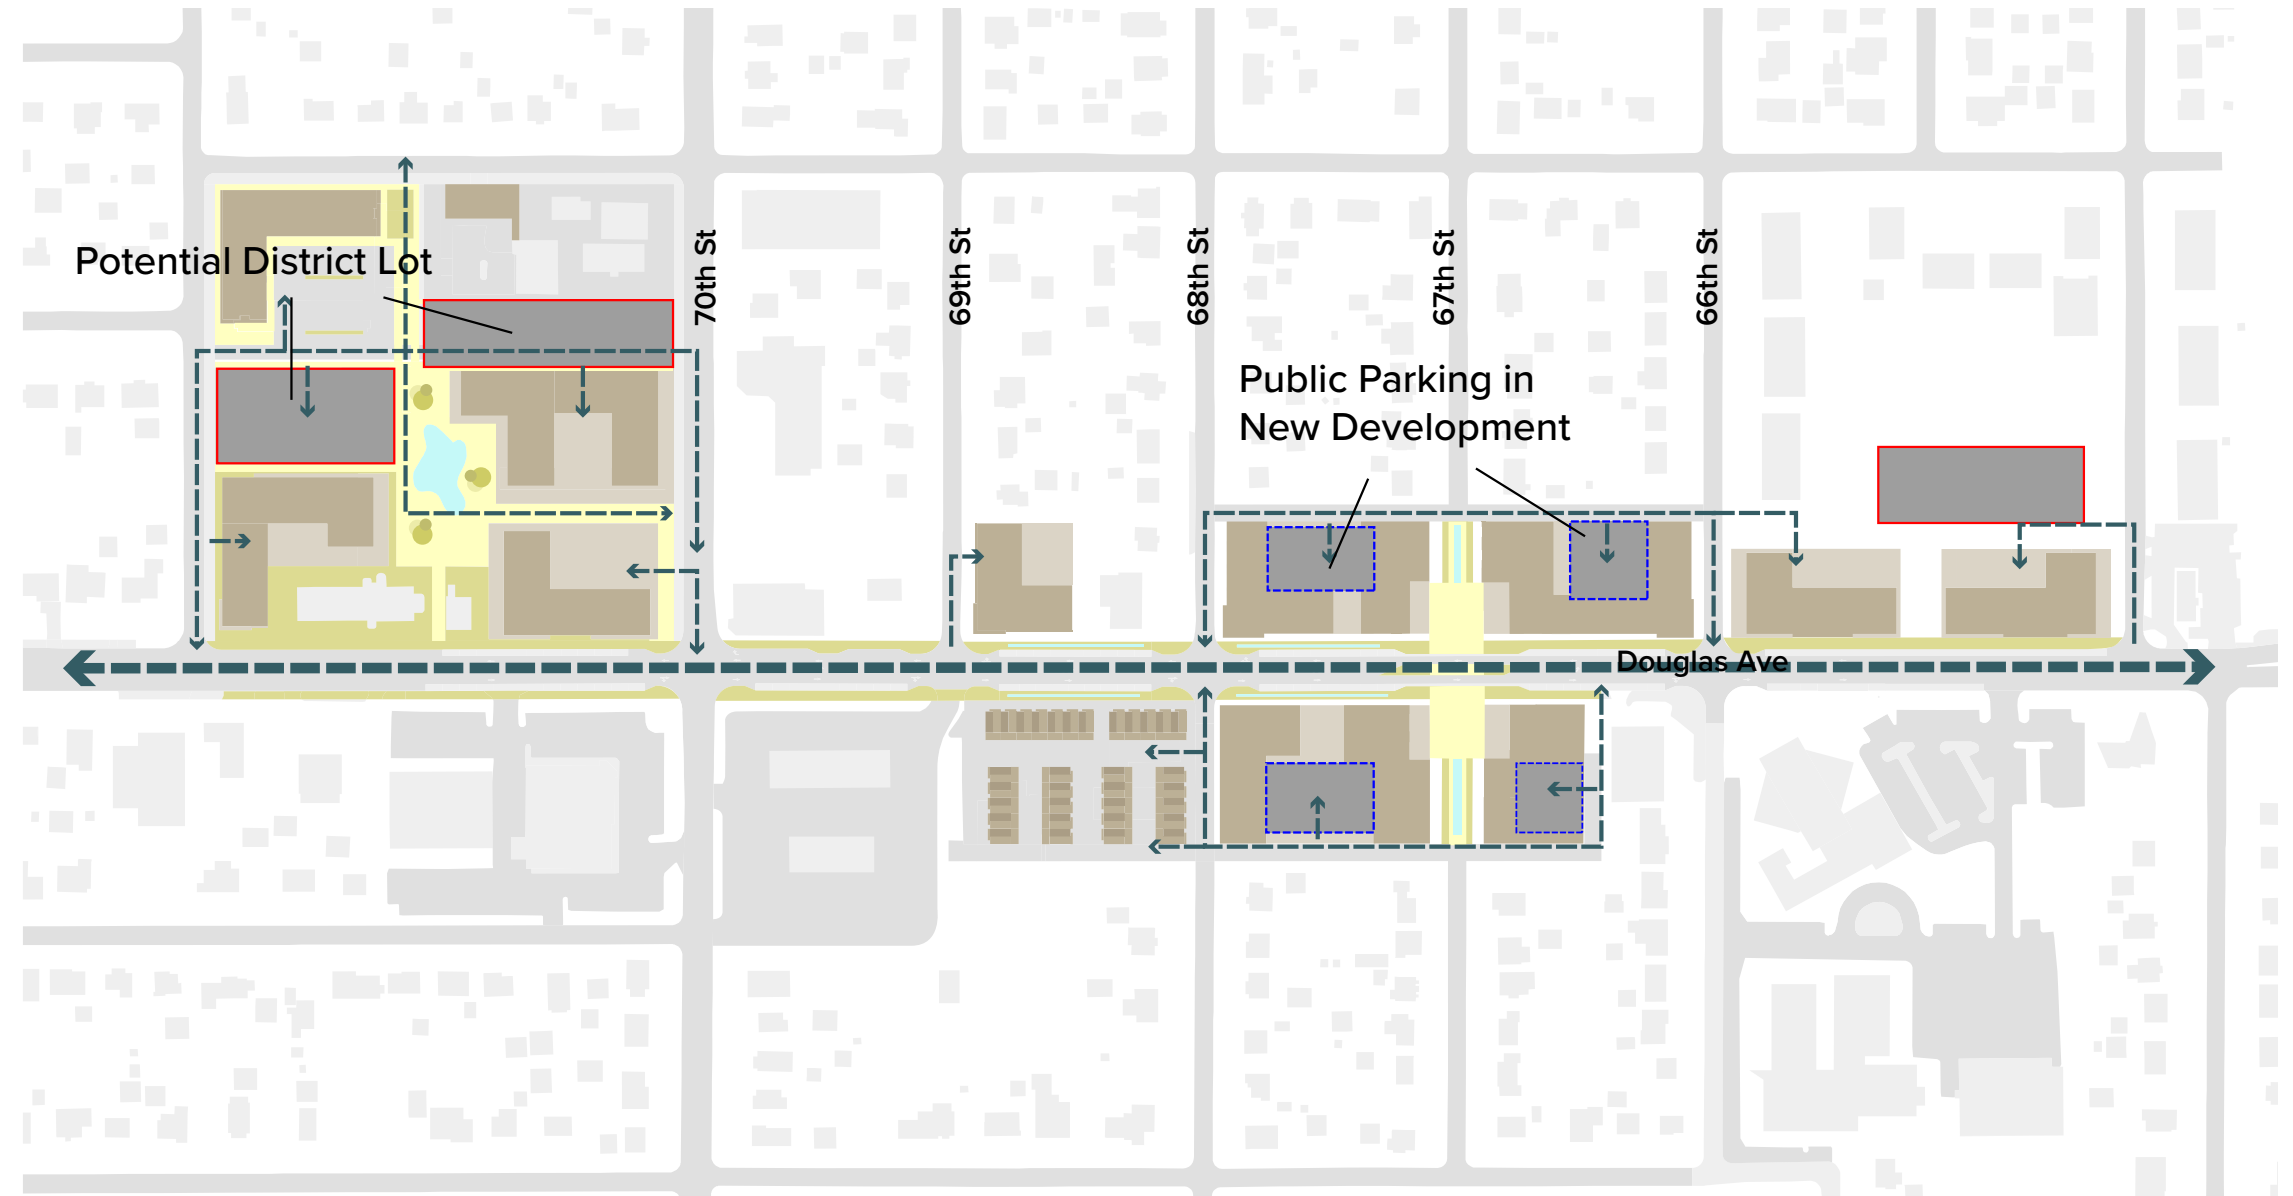 Potential District Lot
70th St
69th St
68th St
67th St
66th St
Public Parking in
New Development
Douglas Ave